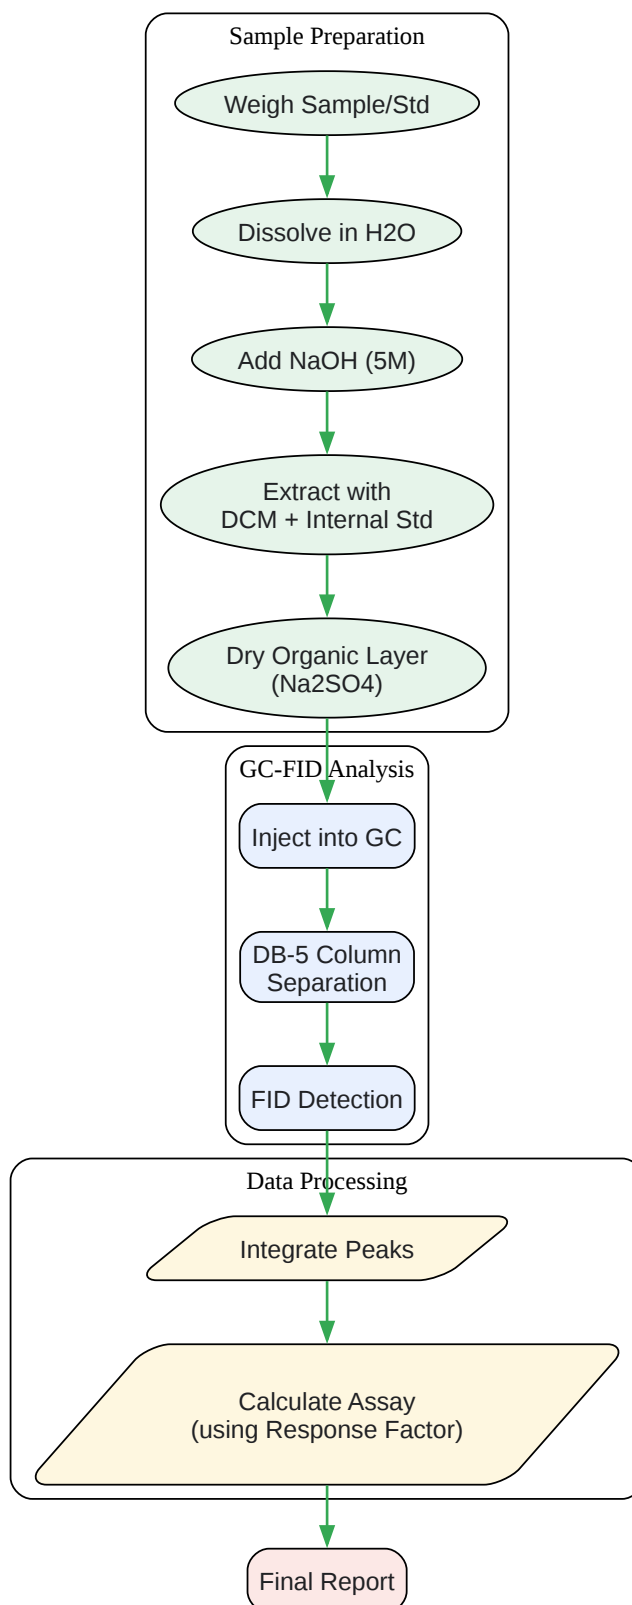 Sample Preparation
Weigh Sample/Std
Dissolve in H2O
Add NaOH (5M)
Extract with
DCM + Internal Std
Dry Organic Layer
(Na2SO4)
GC-FID Analysis
Inject into GC
DB-5 Column
Separation
FID Detection
Data Processing
Integrate Peaks
Calculate Assay
(using Response Factor)
Final Report